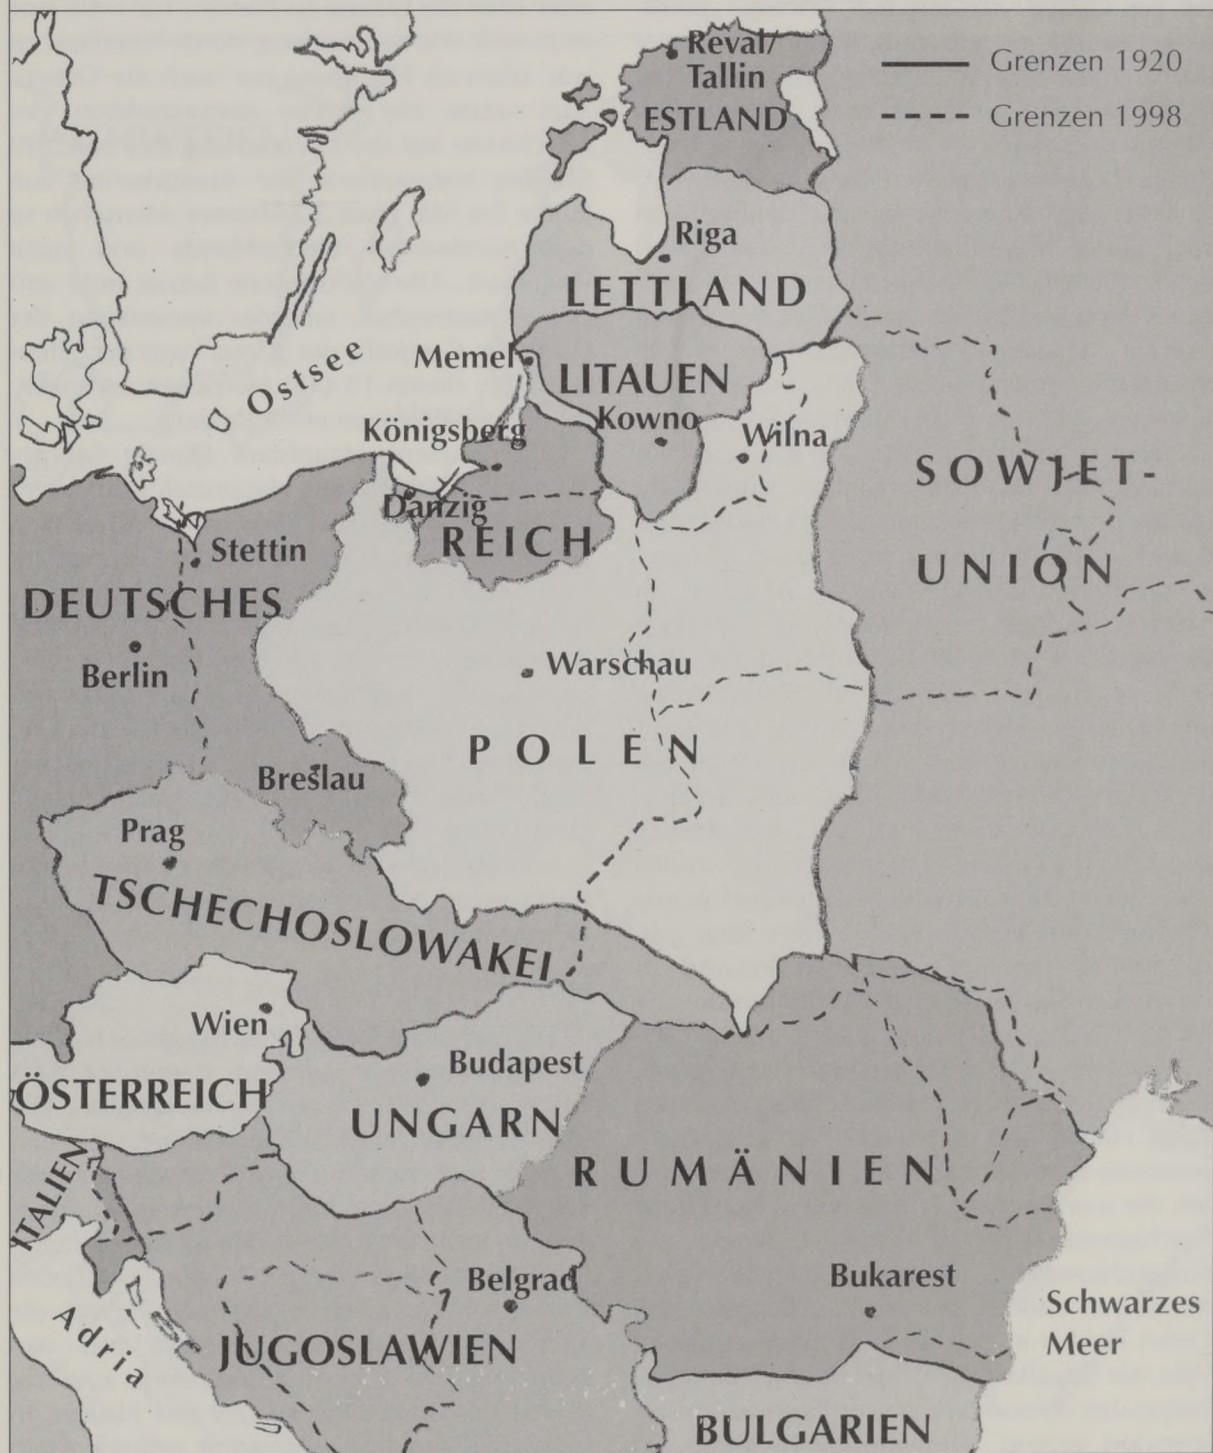 Reval/
Tallin
ESTLAND
Grenzen 1920
Grenzen 1998
Riga
LETTLAND
Ostsee
Memel
LITAUEN
Kowno
Königsberg
Wilna
Danzig
SOWJET-
UNION
REICH
Stettin
DEUTSCHES
Berlin
Warschau
POLEN
Breslau
Prag
TSCHECHOSLOWAKEI
Wien
Budapest
ÖSTERREICH
UNGARN
RUMÄNIEN
ITALIEN
Belgrad
Bukarest
Schwarzes
Meer
Adria
JUGOSLAWIEN
BULGARIEN